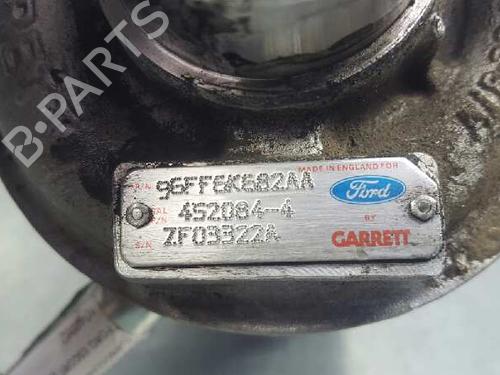 B-PARTS
MADE IN ENGLAND FOR
P/N 96FF6K682AA
Ford
452084-4
BY
S/N ZF03322A
GARRETT